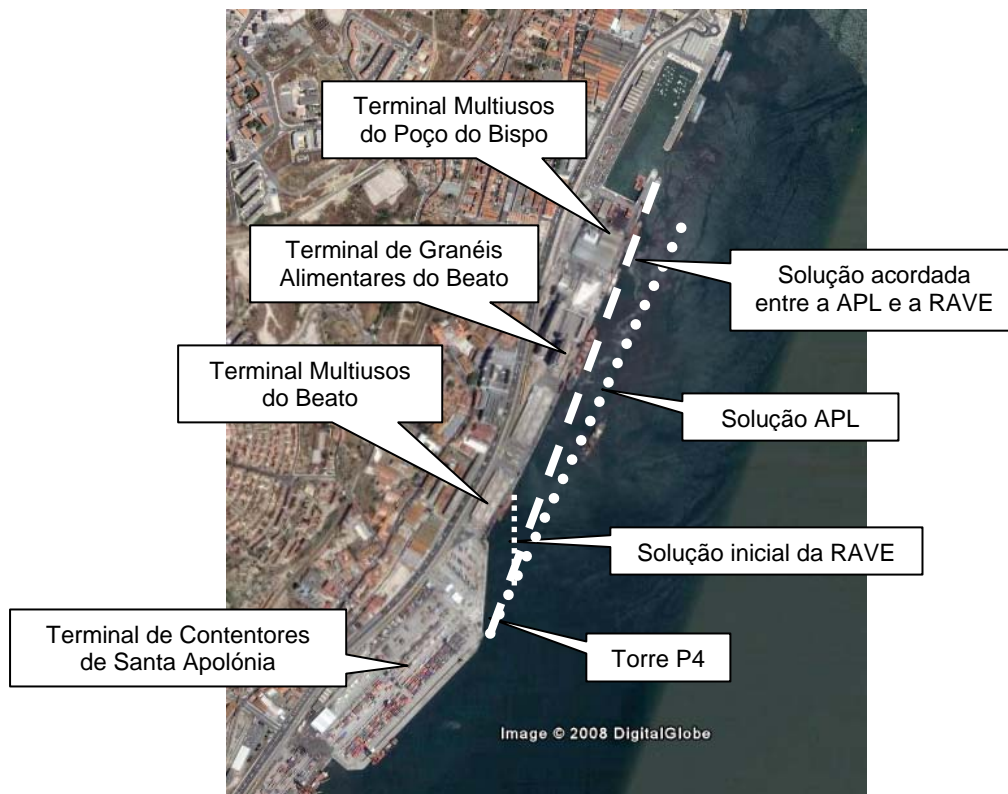 Terminal Multiusos
do Poço do Bispo
Terminal de Granéis
Alimentares do Beato
Solução acordada
entre a APL e a RAVE
Terminal Multiusos
do Beato
Solução APL
Solução inicial da RAVE
Terminal de Contentores
de Santa Apolónia
Torre P4
Image © 2008 DigitalGlobe